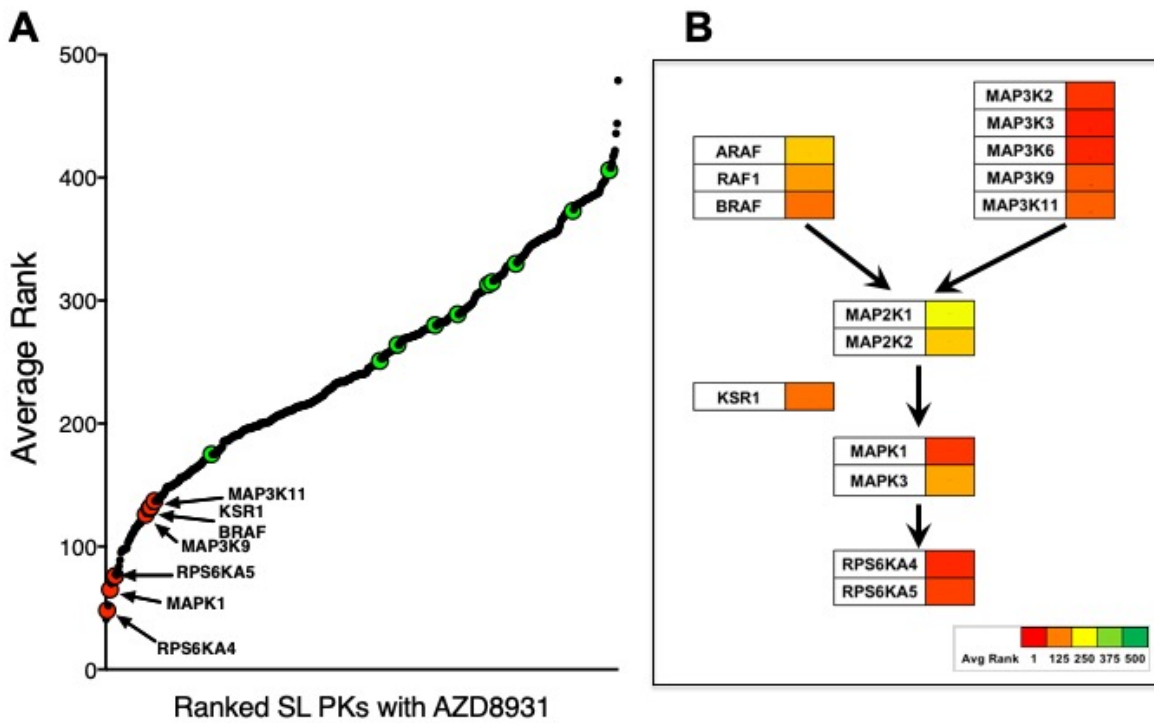 A
500
400
300
200
100
0
Average Rank
MAP3K11
KSR1
BRAF
MAP3K9
RPS6KA5
MAPK1
RPS6KA4
Ranked SL PKs with AZD8931
B
ARAF
RAF1
BRAF
MAP3K2
MAP3K3
MAP3K6
MAP3K9
MAP3K11
MAP2K1
MAP2K2
KSR1
MAPK1
MAPK3
RPS6KA4
RPS6KA5
Avg Rank 1 125 250 375 500